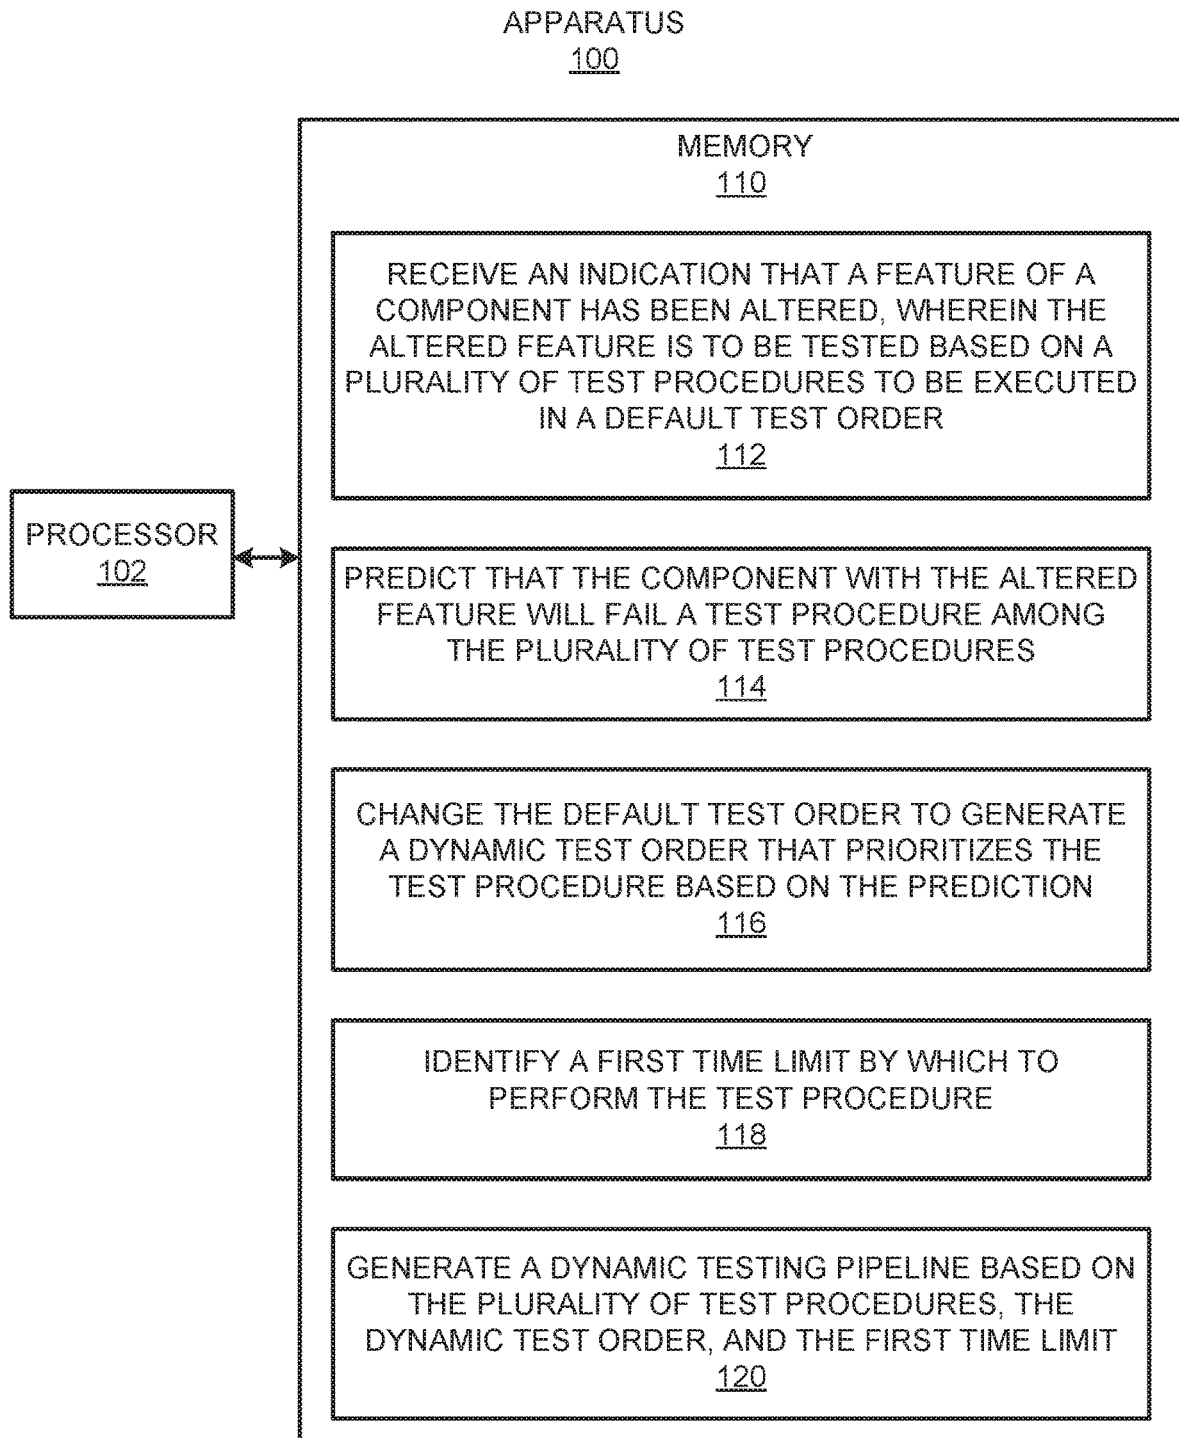 APPARATUS
100
MEMORY
110
RECEIVE AN INDICATION THAT A FEATURE OF A
COMPONENT HAS BEEN ALTERED, WHEREIN THE
ALTERED FEATURE IS TO BE TESTED BASED ON A
PLURALITY OF TEST PROCEDURES TO BE EXECUTED
IN A DEFAULT TEST ORDER
112
PROCESSOR
102
PREDICT THAT THE COMPONENT WITH THE ALTERED
FEATURE WILL FAIL A TEST PROCEDURE AMONG
THE PLURALITY OF TEST PROCEDURES
114
CHANGE THE DEFAULT TEST ORDER TO GENERATE
A DYNAMIC TEST ORDER THAT PRIORITIZES THE
TEST PROCEDURE BASED ON THE PREDICTION
116
IDENTIFY A FIRST TIME LIMIT BY WHICH TO
PERFORM THE TEST PROCEDURE
118
GENERATE A DYNAMIC TESTING PIPELINE BASED ON
THE PLURALITY OF TEST PROCEDURES, THE
DYNAMIC TEST ORDER, AND THE FIRST TIME LIMIT
120